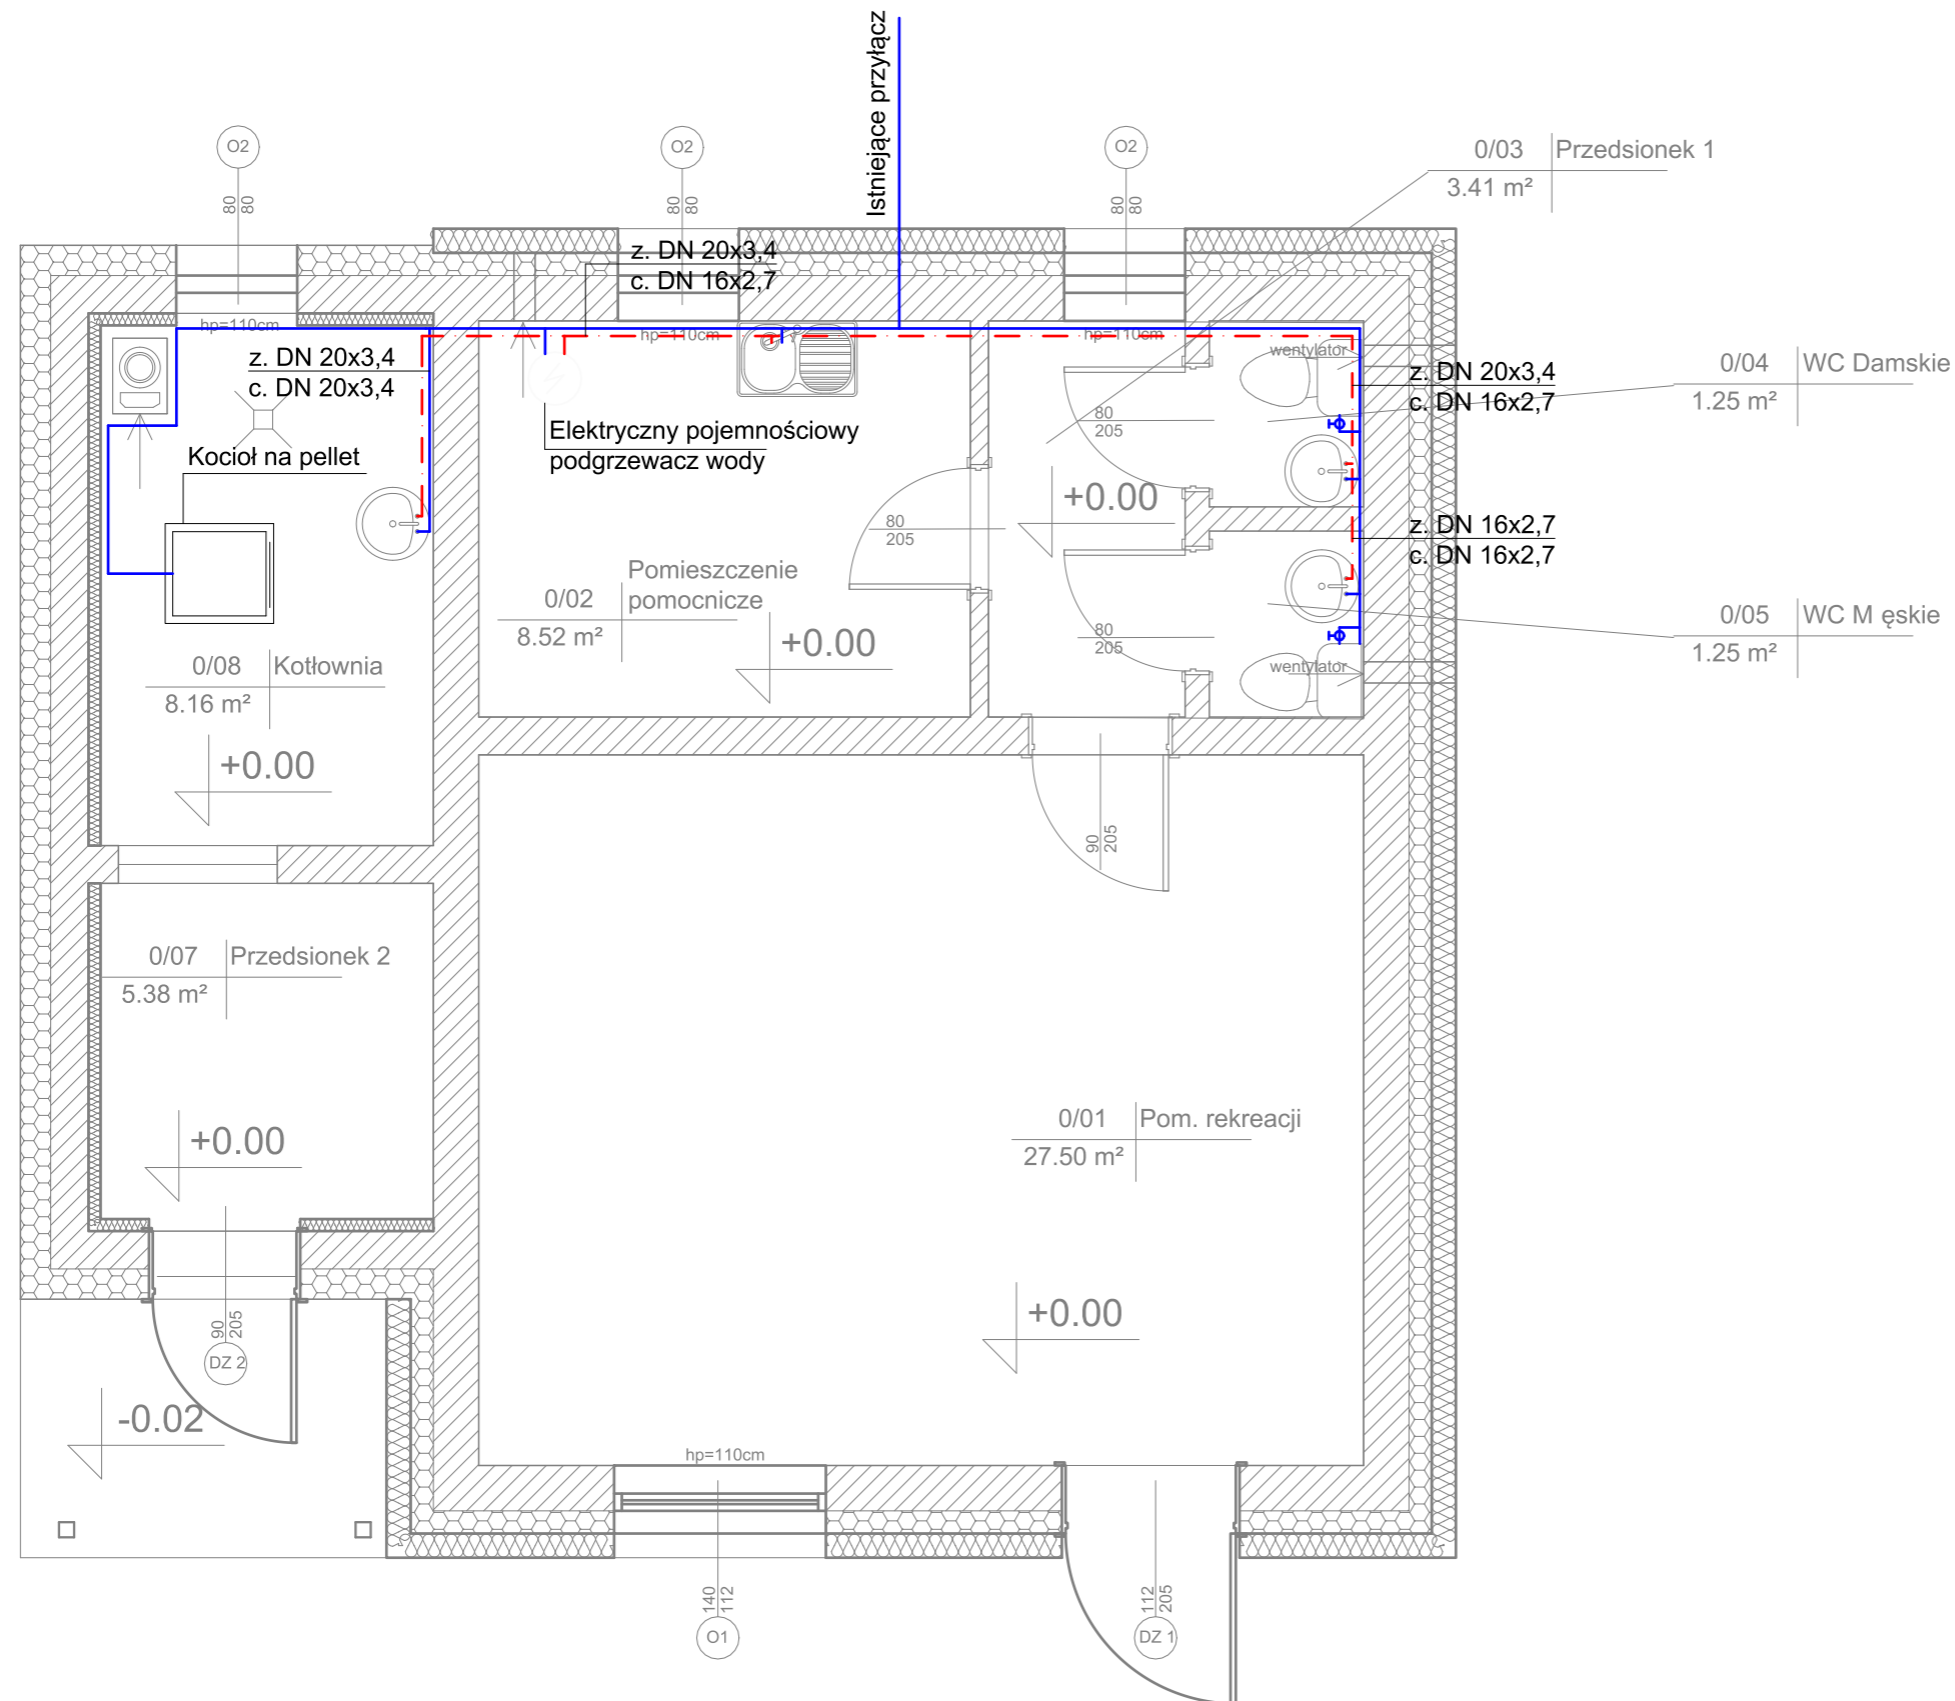 Istniejące przyłącz
O2
80
80
O2
80
80
O2
80
80
0/03 Przedsionek 1
3.41 m²
z. DN 20x3,4
c. DN 16x2,7
hp=110cm
hp=110cm
hp=110cm
z. DN 20x3,4
c. DN 20x3,4
wentylator
z. DN 20x3,4
c. DN 16x2,7
0/04 WC Damskie
1.25 m²
80
205
Elektryczny pojemnościowy
podgrzewacz wody
Kocioł na pellet
+0.00
80
205
z. DN 16x2,7
c. DN 16x2,7
0/02 Pomieszczenie
pomocnicze
8.52 m²
+0.00
80
205
0/05 WC M ęskie
1.25 m²
wentylator
0/08 Kotłownia
8.16 m²
+0.00
90
205
0/07 Przedsionek 2
5.38 m²
+0.00
0/01 Pom. rekreacji
27.50 m²
+0.00
90
205
DZ 2
-0.02
hp=110cm
140
112
O1
112
205
DZ 1